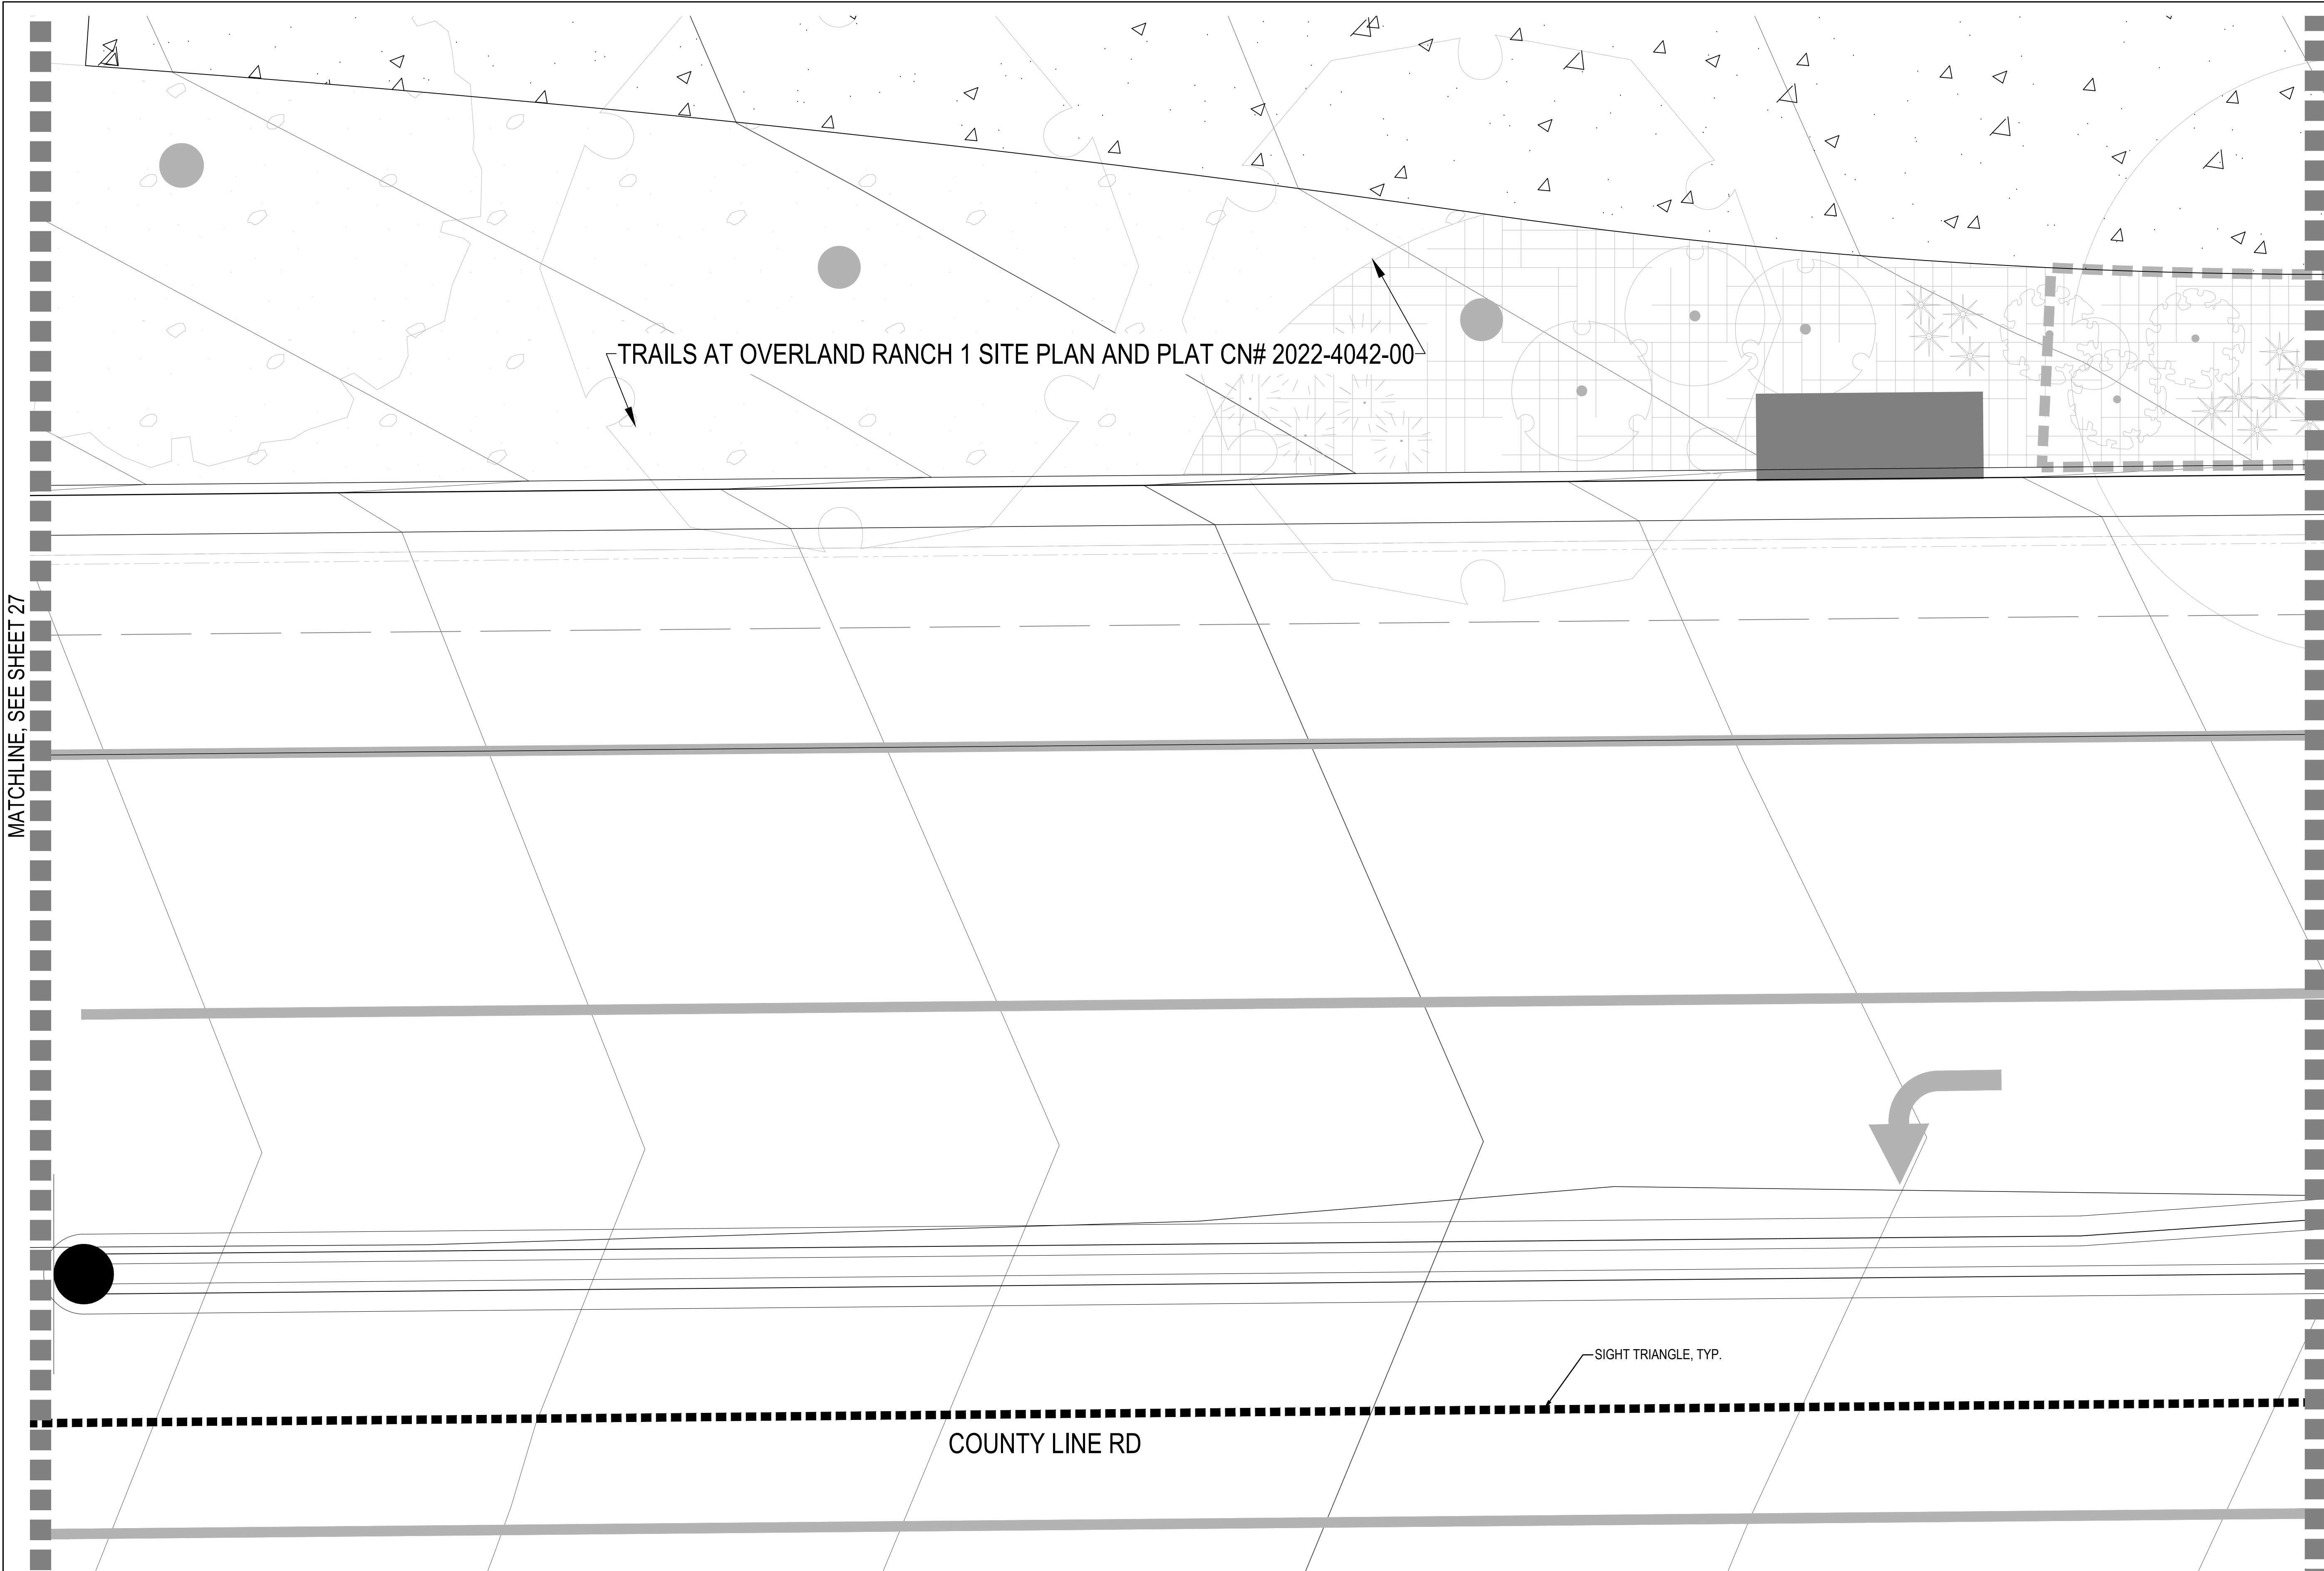 TRAILS AT OVERLAND RANCH 1 SITE PLAN AND PLAT CN# 2022-4042-00
MATCHLINE, SEE SHEET 27
SIGHT TRIANGLE, TYP.
COUNTY LINE RD